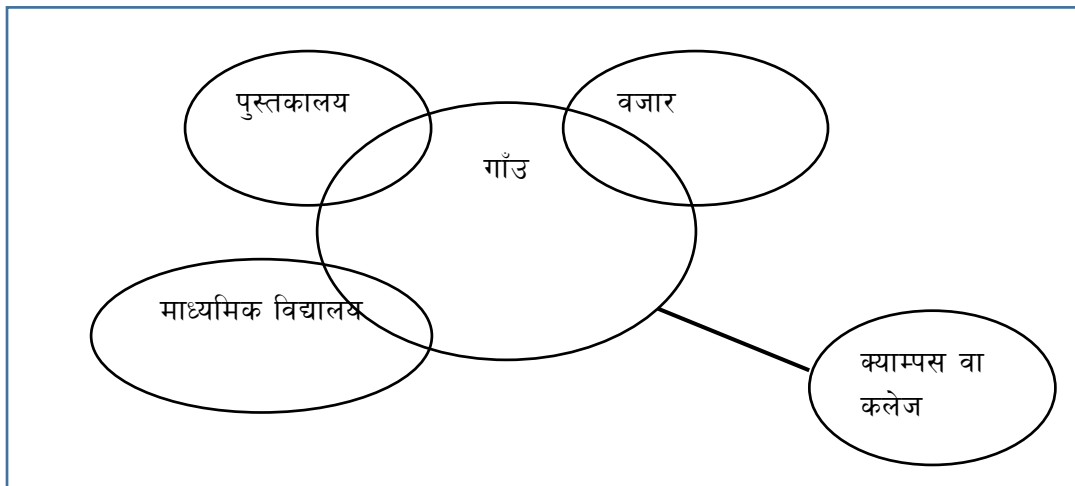 पुस्तकालय
वजार
गाँउ
माध्यमिक विद्यालय
क्याम्पस वा
कलेज